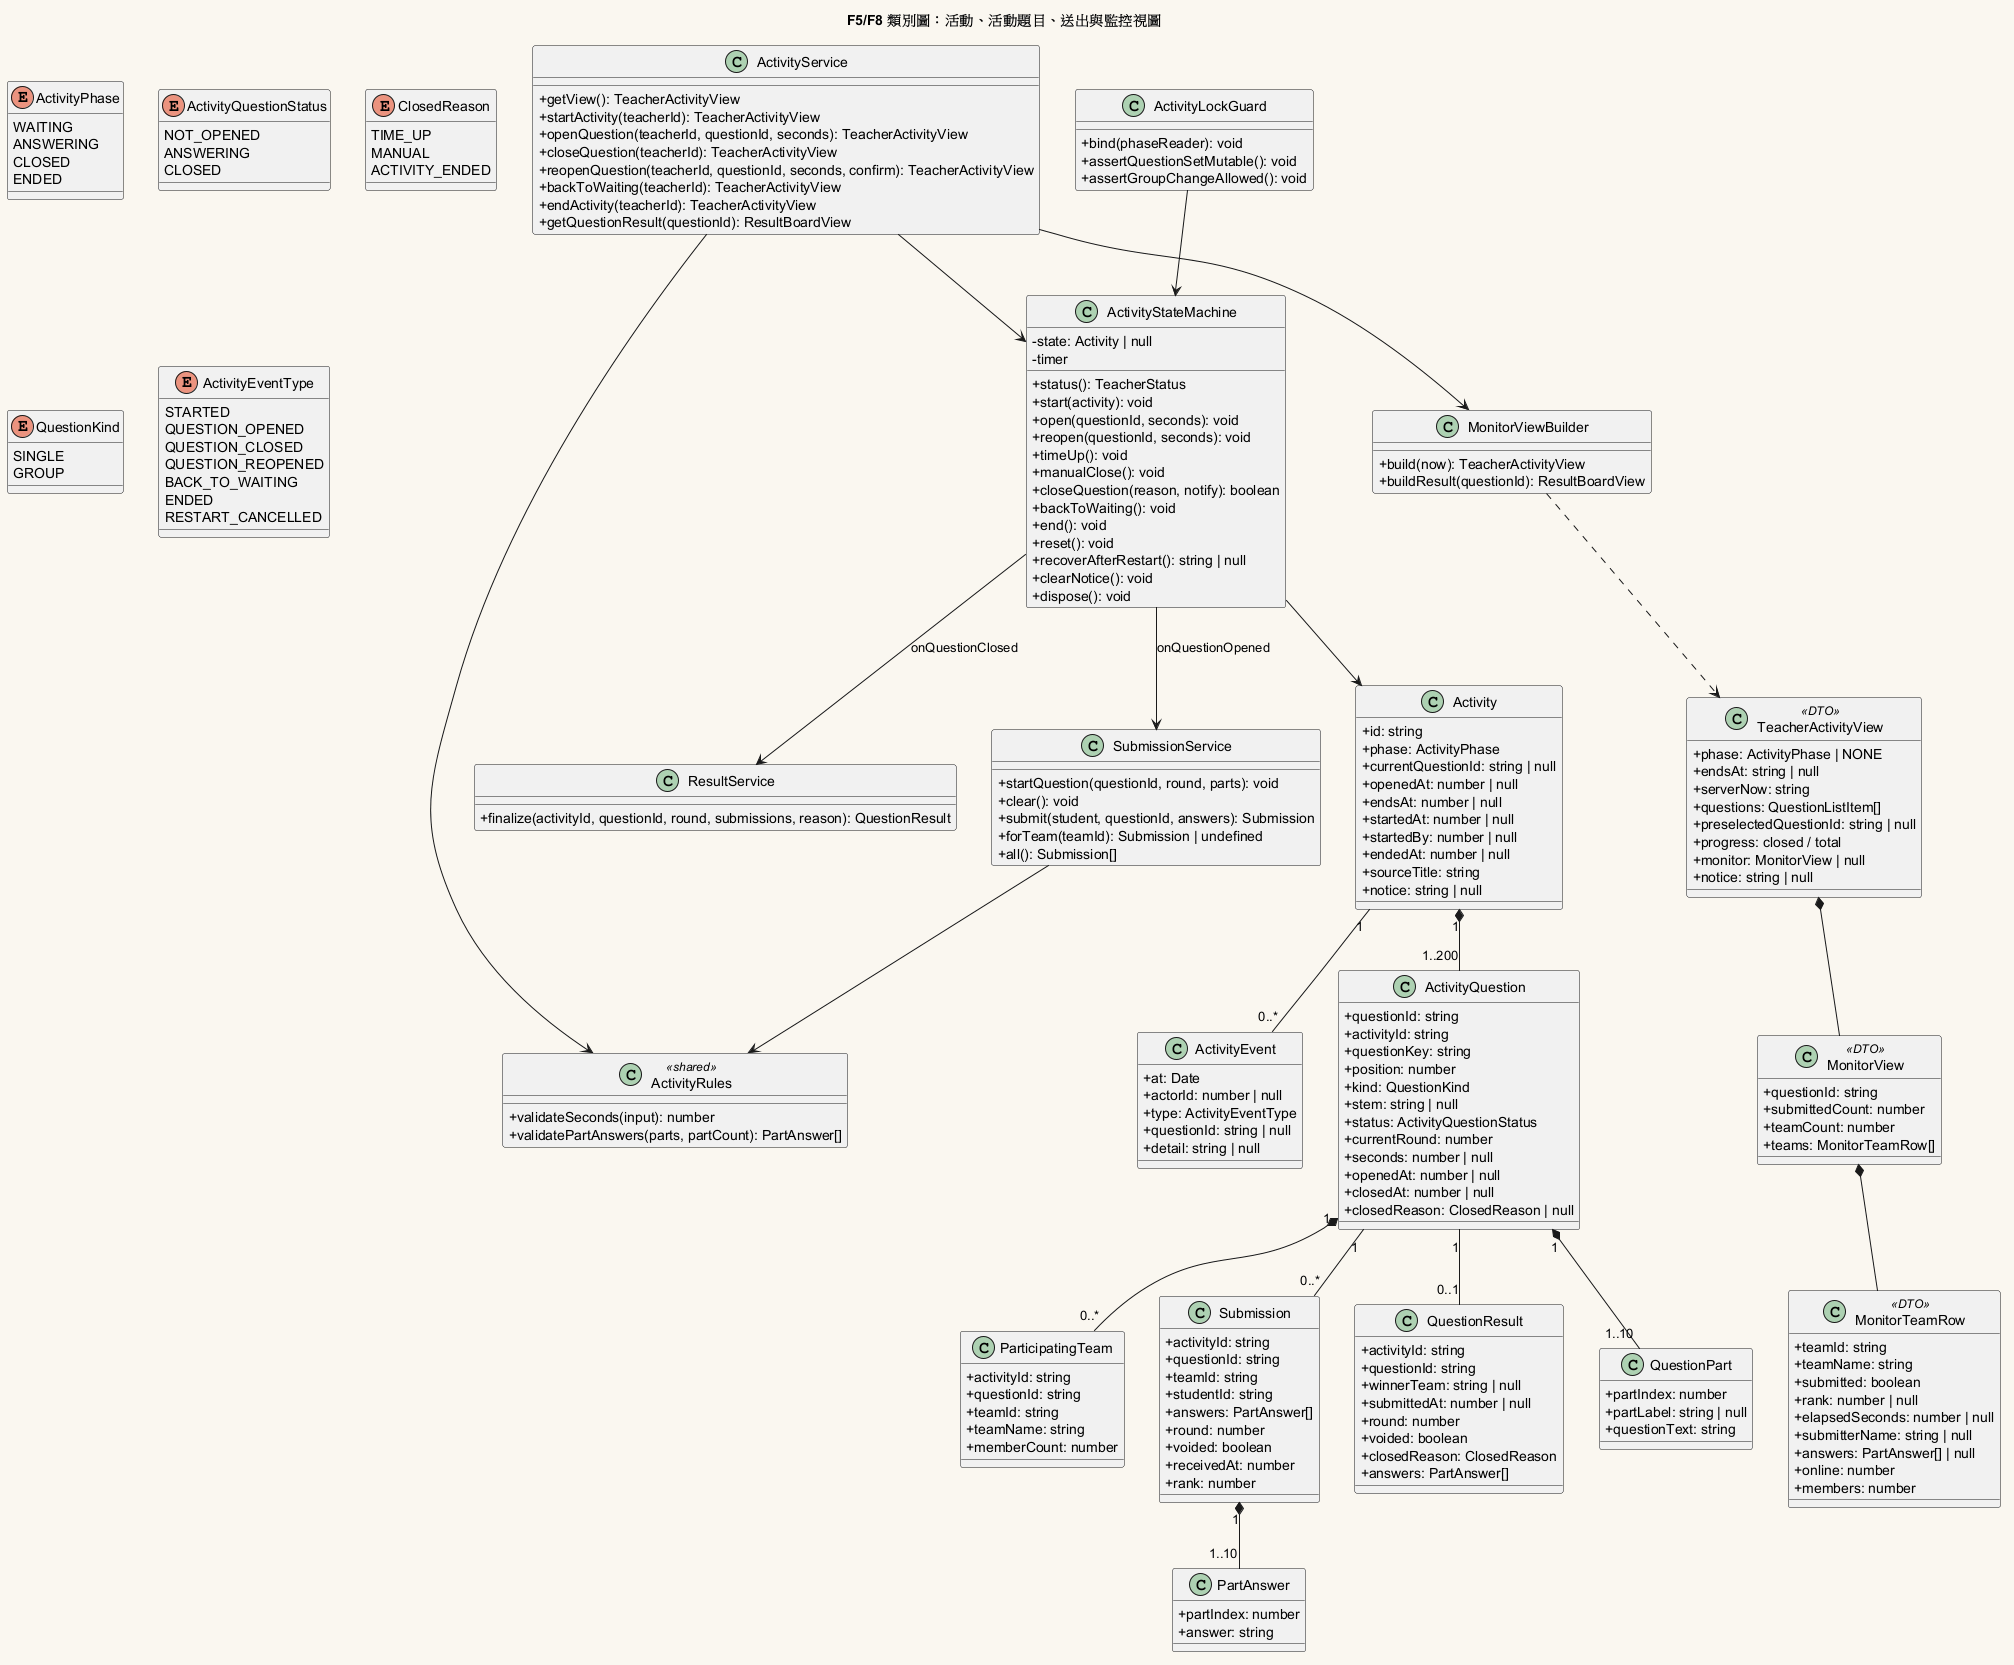 F5/F8 類別圖：活動、活動題目、送出與監控視圖
E ActivityPhase
WAITING
ANSWERING
CLOSED
ENDED
E ActivityQuestionStatus
NOT_OPENED
ANSWERING
CLOSED
E ClosedReason
TIME_UP
MANUAL
ACTIVITY_ENDED
C ActivityService
+getView(): TeacherActivityView
+startActivity(teacherId): TeacherActivityView
+openQuestion(teacherId, questionId, seconds): TeacherActivityView
+closeQuestion(teacherId): TeacherActivityView
+reopenQuestion(teacherId, questionId, seconds, confirm): TeacherActivityView
+backToWaiting(teacherId): TeacherActivityView
+endActivity(teacherId): TeacherActivityView
+getQuestionResult(questionId): ResultBoardView
C ActivityLockGuard
+bind(phaseReader): void
+assertQuestionSetMutable(): void
+assertGroupChangeAllowed(): void
E QuestionKind
SINGLE
GROUP
E ActivityEventType
STARTED
QUESTION_OPENED
QUESTION_CLOSED
QUESTION_REOPENED
BACK_TO_WAITING
ENDED
RESTART_CANCELLED
C ActivityStateMachine
-state: Activity | null
-timer
+status(): TeacherStatus
+start(activity): void
+open(questionId, seconds): void
+reopen(questionId, seconds): void
+timeUp(): void
+manualClose(): void
+closeQuestion(reason, notify): boolean
+backToWaiting(): void
+end(): void
+reset(): void
+recoverAfterRestart(): string | null
+clearNotice(): void
+dispose(): void
C MonitorViewBuilder
+build(now): TeacherActivityView
+buildResult(questionId): ResultBoardView
onQuestionClosed
onQuestionOpened
C ResultService
+finalize(activityId, questionId, round, submissions, reason): QuestionResult
C SubmissionService
+startQuestion(questionId, round, parts): void
+clear(): void
+submit(student, questionId, answers): Submission
+forTeam(teamId): Submission | undefined
+all(): Submission[]
C Activity
+id: string
+phase: ActivityPhase
+currentQuestionId: string | null
+openedAt: number | null
+endsAt: number | null
+startedAt: number | null
+startedBy: number | null
+endedAt: number | null
+sourceTitle: string
+notice: string | null
C «DTO»
TeacherActivityView
+phase: ActivityPhase | NONE
+endsAt: string | null
+serverNow: string
+questions: QuestionListItem[]
+preselectedQuestionId: string | null
+progress: closed / total
+monitor: MonitorView | null
+notice: string | null
1
1
1..200
0..*
C «shared»
ActivityRules
+validateSeconds(input): number
+validatePartAnswers(parts, partCount): PartAnswer[]
C ActivityEvent
+at: Date
+actorId: number | null
+type: ActivityEventType
+questionId: string | null
+detail: string | null
C ActivityQuestion
+questionId: string
+activityId: string
+questionKey: string
+position: number
+kind: QuestionKind
+stem: string | null
+status: ActivityQuestionStatus
+currentRound: number
+seconds: number | null
+openedAt: number | null
+closedAt: number | null
+closedReason: ClosedReason | null
C «DTO»
MonitorView
+questionId: string
+submittedCount: number
+teamCount: number
+teams: MonitorTeamRow[]
1
1
1
1
0..*
0..*
0..1
1..10
C ParticipatingTeam
+activityId: string
+questionId: string
+teamId: string
+teamName: string
+memberCount: number
C Submission
+activityId: string
+questionId: string
+teamId: string
+studentId: string
+answers: PartAnswer[]
+round: number
+voided: boolean
+receivedAt: number
+rank: number
C QuestionResult
+activityId: string
+questionId: string
+winnerTeam: string | null
+submittedAt: number | null
+round: number
+voided: boolean
+closedReason: ClosedReason
+answers: PartAnswer[]
C QuestionPart
+partIndex: number
+partLabel: string | null
+questionText: string
C «DTO»
MonitorTeamRow
+teamId: string
+teamName: string
+submitted: boolean
+rank: number | null
+elapsedSeconds: number | null
+submitterName: string | null
+answers: PartAnswer[] | null
+online: number
+members: number
1
1..10
C PartAnswer
+partIndex: number
+answer: string